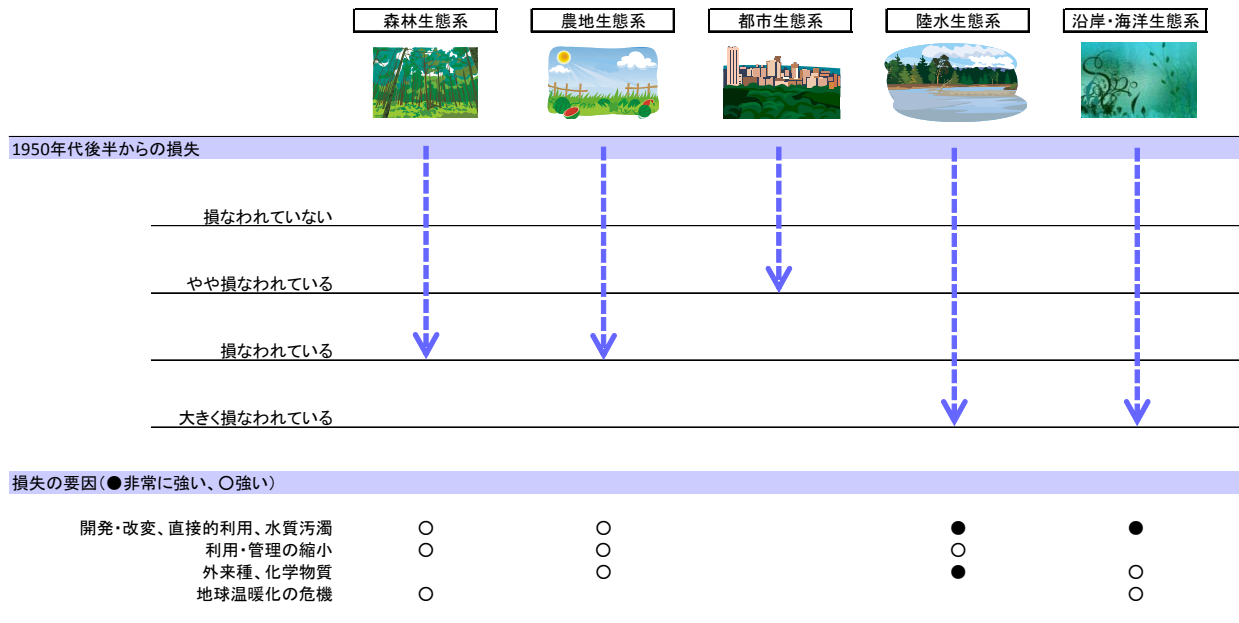 森林生態系 農地生態系 都市生態系 陸水生態系 沿岸・海洋生態系
1950年代後半からの損失
損なわれていない
やや損なわれている
損なわれている
大きく損なわれている
損失の要因(●非常に強い、○強い)
開発・改変、直接的利用、水質汚濁 ○ ○ ● ●
利用・管理の縮小 ○ ○ ○
外来種、化学物質 ○ ● ○
地球温暖化の危機 ○ ○